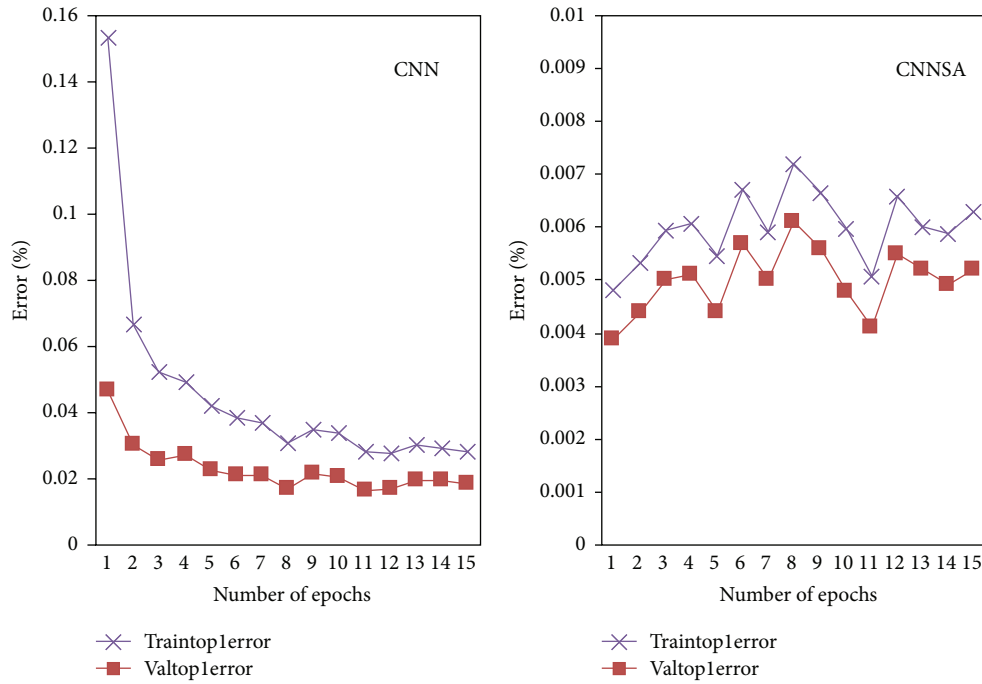 0.16
0.14
0.12
0.1
0.08
0.06
0.04
0.02
0
Error (%)
CNN
1 2 3 4 5 6 7 8 9 10 11 12 13 14 15
Number of epochs
Traintop1error
Valtop1error
0.01
0.009
0.008
0.007
0.006
0.005
0.004
0.003
0.002
0.001
0
Error (%)
CNNSA
1 2 3 4 5 6 7 8 9 10 11 12 13 14 15
Number of epochs
Traintop1error
Valtop1error